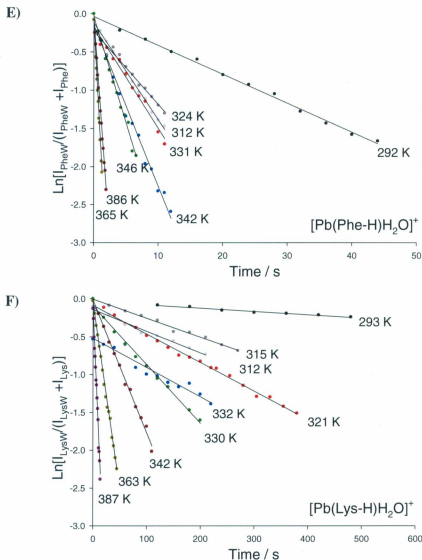 E)
Ln[I_PheW/(I_PheW +I_Phe)]
0.0
-0.5
-1.0
-1.5
-2.0
-2.5
-3.0
324 K
312 K
331 K
292 K
346 K
386 K
365 K
342 K
[Pb(Phe-H)H₂O]⁺
0 10 20 30 40 50
Time / s
F)
Ln[I_LysW/(I_LysW +I_Lys)]
0.0
-0.5
-1.0
-1.5
-2.0
-2.5
-3.0
293 K
315 K
312 K
321 K
332 K
330 K
342 K
363 K
387 K
[Pb(Lys-H)H₂O]⁺
0 100 200 300 400 500 600
Time / s